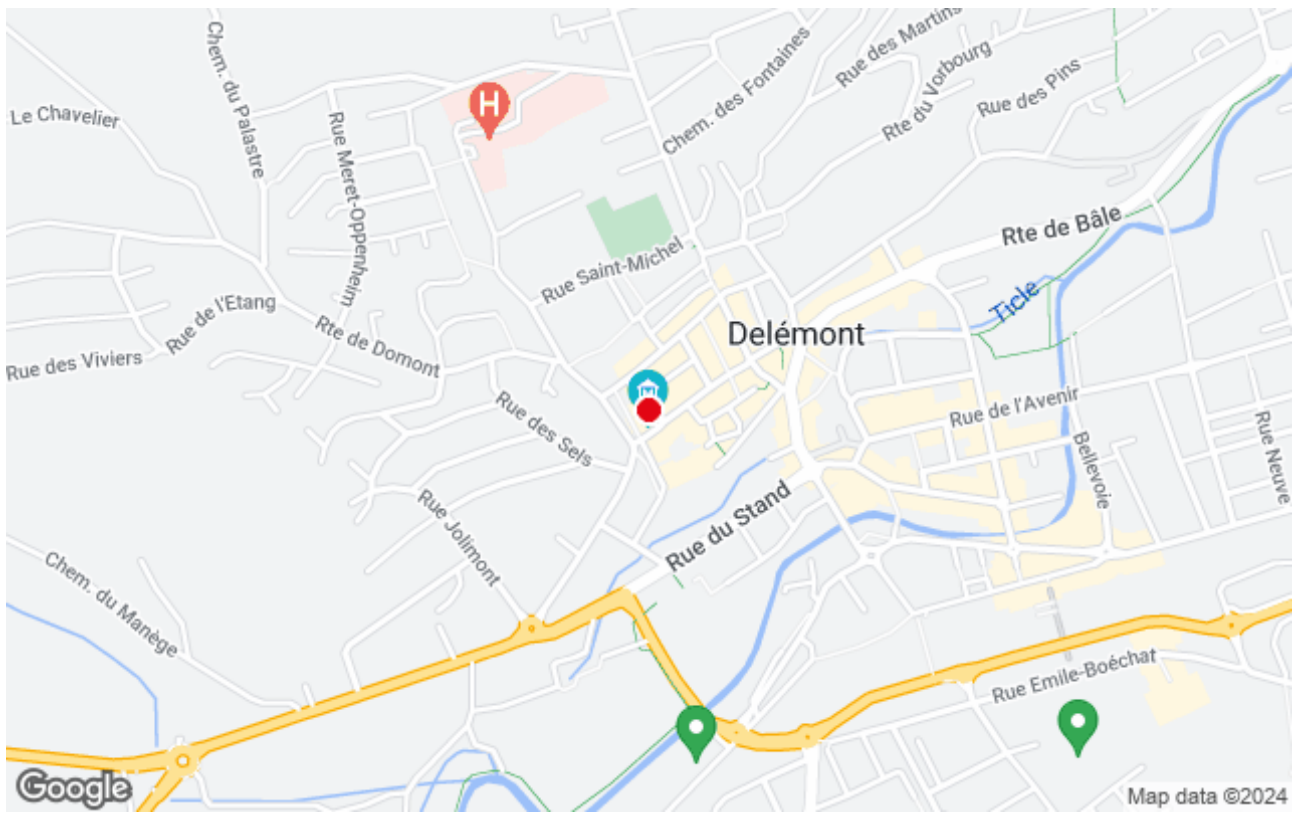 Rue des Martins
Chem. du Palastre
Chem. des Fontaines
Rte du Vorbourg
Rue des Pins
H
Le Chavelier
Rue Meret-Oppenheim
Rte de Bâle
Rue Saint-Michel
Ticle
Rue de l'Etang
Delémont
Rte de Domont
Rue des Viviers
Rue des Sels
Rue de l'Avenir
Bellevoie
Rue Neuve
Rue Jolimont
Rue du Stand
Chem. du Manège
Rue Emile-Boéchat
Google
Map data ©2024